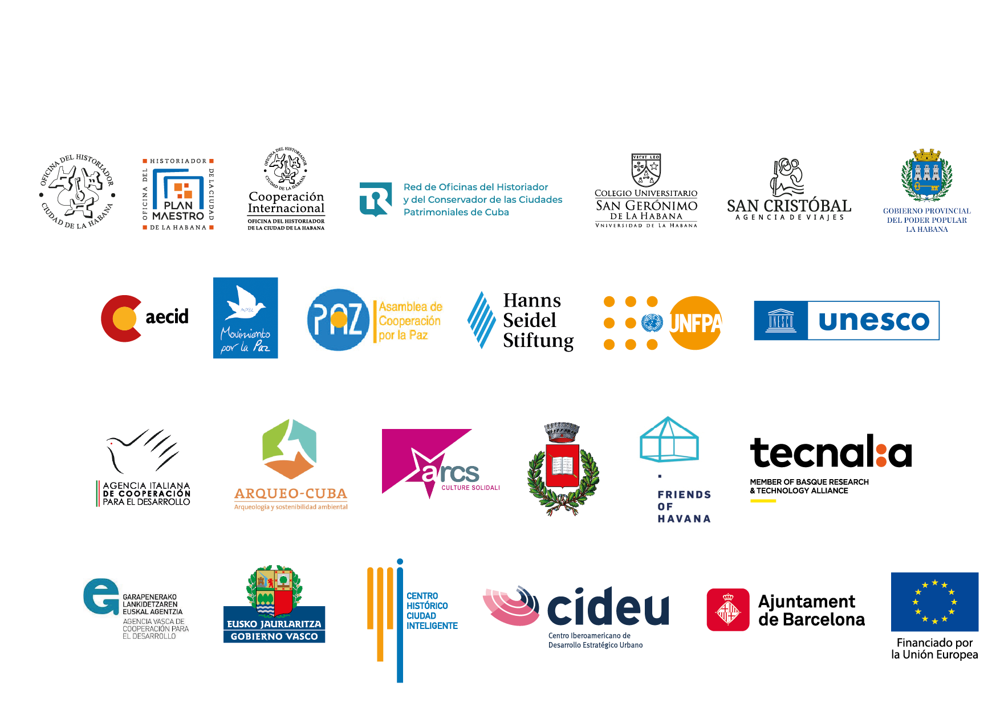 OFICINA DEL HISTORIADOR
• CIUDAD DE LA HABANA •
HISTORIADOR
OFICINA DEL
DE LA CIUDAD
PLAN
MAESTRO
DE LA HABANA
OFICINA DEL HISTORIADOR
• CIUDAD DE LA HABANA •
Cooperación
Internacional
OFICINA DEL HISTORIADOR
DE LA CIUDAD DE LA HABANA
Red de Oficinas del Historiador
y del Conservador de las Ciudades
Patrimoniales de Cuba
VICIT LEO
COLEGIO UNIVERSITARIO
SAN GERÓNIMO
DE LA HABANA
VNIVERSIDAD DE LA HABANA
SAN CRISTÓBAL
AGENCIA DE VIAJES
GOBIERNO PROVINCIAL
DEL PODER POPULAR
LA HABANA
aecid
MPDL
Movimiento
por la Paz
PAZ
Asamblea de
Cooperación
por la Paz
Hanns
Seidel
Stiftung
UNFPA
UNESCO
unesco
AGENCIA ITALIANA
DE COOPERACIÓN
PARA EL DESARROLLO
ARQUEO-CUBA
Arqueología y sostenibilidad ambiental
arcs
CULTURE SOLIDALI
FRIENDS
OF
HAVANA
tecnal:a
MEMBER OF BASQUE RESEARCH
& TECHNOLOGY ALLIANCE
GARAPENERAKO
LANKIDETZAREN
EUSKAL AGENTZIA
AGENCIA VASCA DE
COOPERACIÓN PARA
EL DESARROLLO
EUSKO JAURLARITZA
GOBIERNO VASCO
CENTRO
HISTÓRICO
CIUDAD
INTELIGENTE
cideu
Centro Iberoamericano de
Desarrollo Estratégico Urbano
Ajuntament
de Barcelona
Financiado por
la Unión Europea